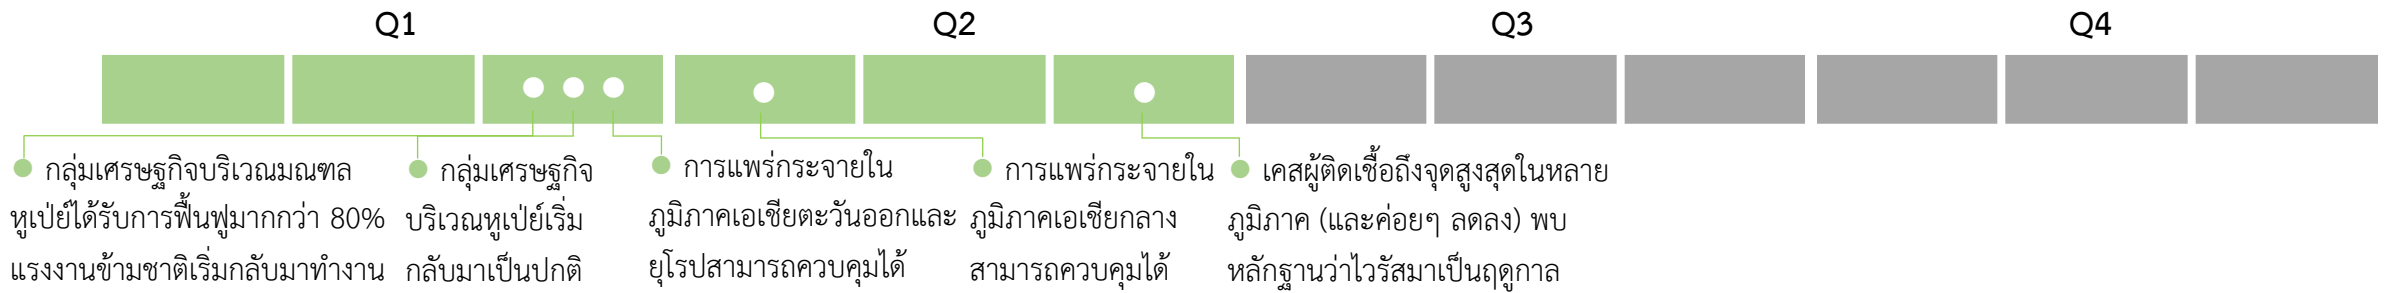 Q1
Q2
Q3
Q4
กลุ่มเศรษฐกิจบริเวณมณฑล
หูเป่ย์ได้รับการฟื้นฟูมากกว่า 80%
แรงงานข้ามชาติเริ่มกลับมาทำงาน
กลุ่มเศรษฐกิจ
บริเวณหูเป่ย์เริ่ม
กลับมาเป็นปกติ
การแพร่กระจายใน
ภูมิภาคเอเชียตะวันออกและ
ยุโรปสามารถควบคุมได้
การแพร่กระจายใน
ภูมิภาคเอเชียกลาง
สามารถควบคุมได้
เคสผู้ติดเชื้อถึงจุดสูงสุดในหลาย
ภูมิภาค (และค่อยๆ ลดลง) พบ
หลักฐานว่าไวรัสมาเป็นฤดูกาล